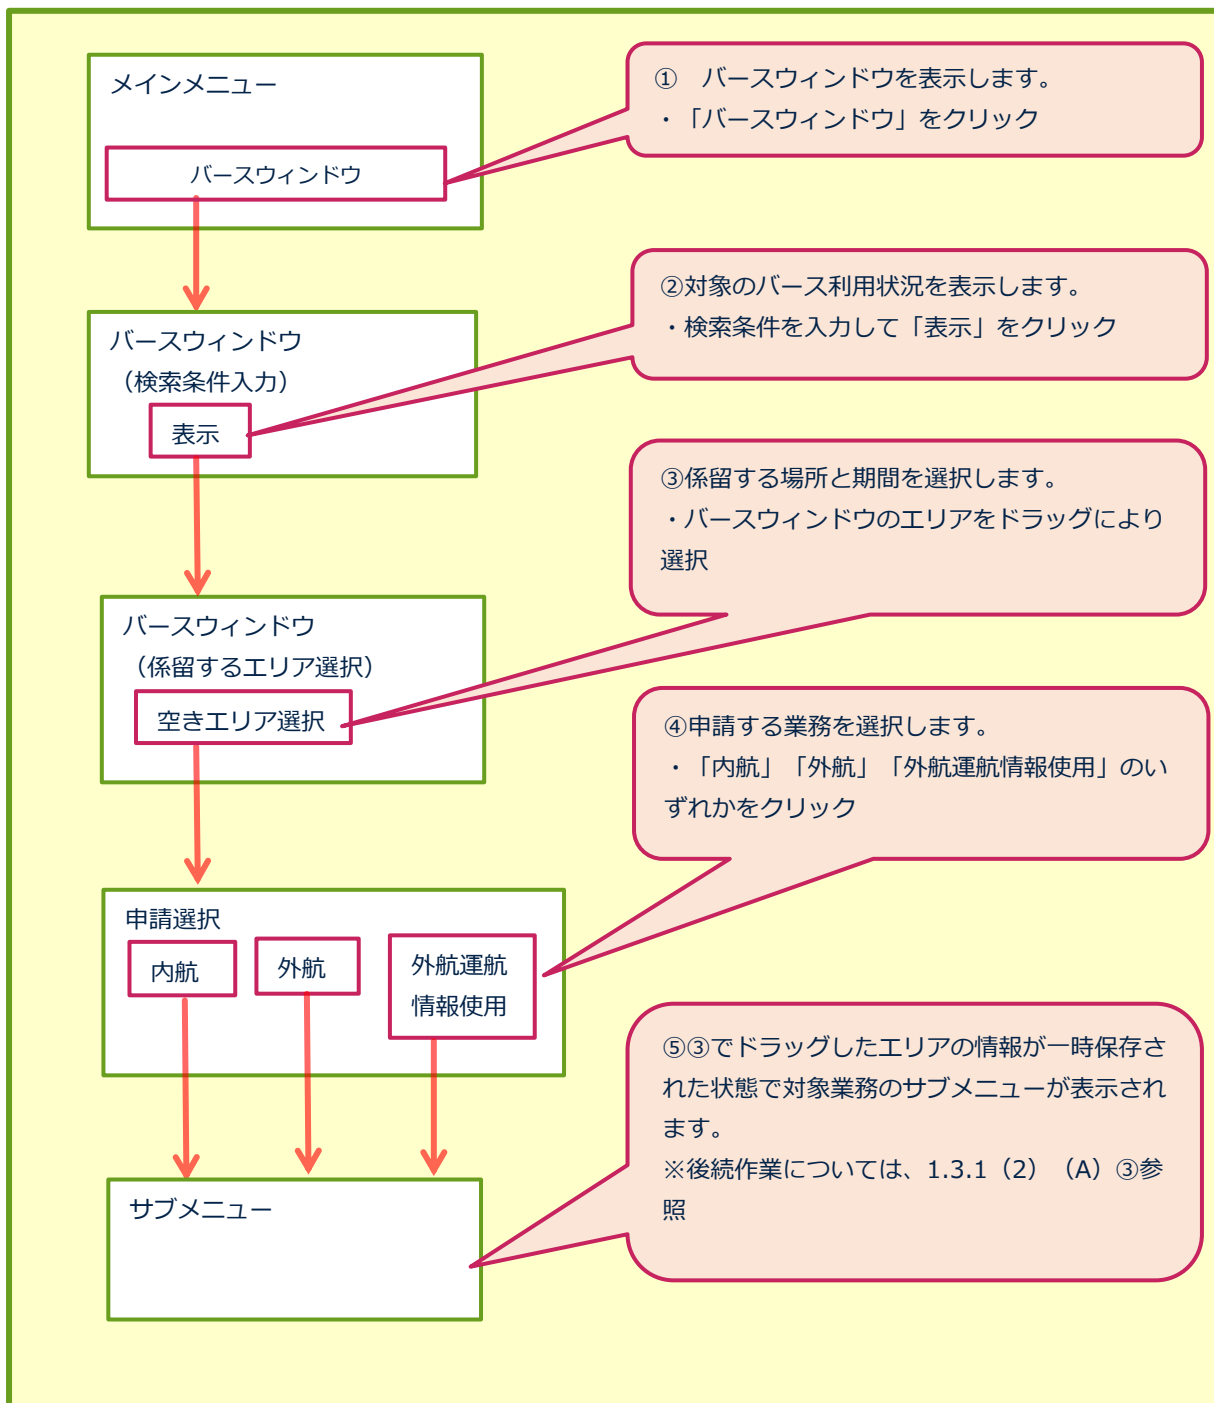 メインメニュー
バースウィンドウ
① バースウィンドウを表示します。
・「バースウィンドウ」をクリック
バースウィンドウ
（検索条件入力）
表示
②対象のバース利用状況を表示します。
・検索条件を入力して「表示」をクリック
③係留する場所と期間を選択します。
・バースウィンドウのエリアをドラッグにより
選択
バースウィンドウ
（係留するエリア選択）
空きエリア選択
④申請する業務を選択します。
・「内航」「外航」「外航運航情報使用」のい
ずれかをクリック
申請選択
内航
外航
外航運航
情報使用
⑤③でドラッグしたエリアの情報が一時保存さ
れた状態で対象業務のサブメニューが表示され
ます。
※後続作業については、1.3.1（2）（A）③参
照
サブメニュー